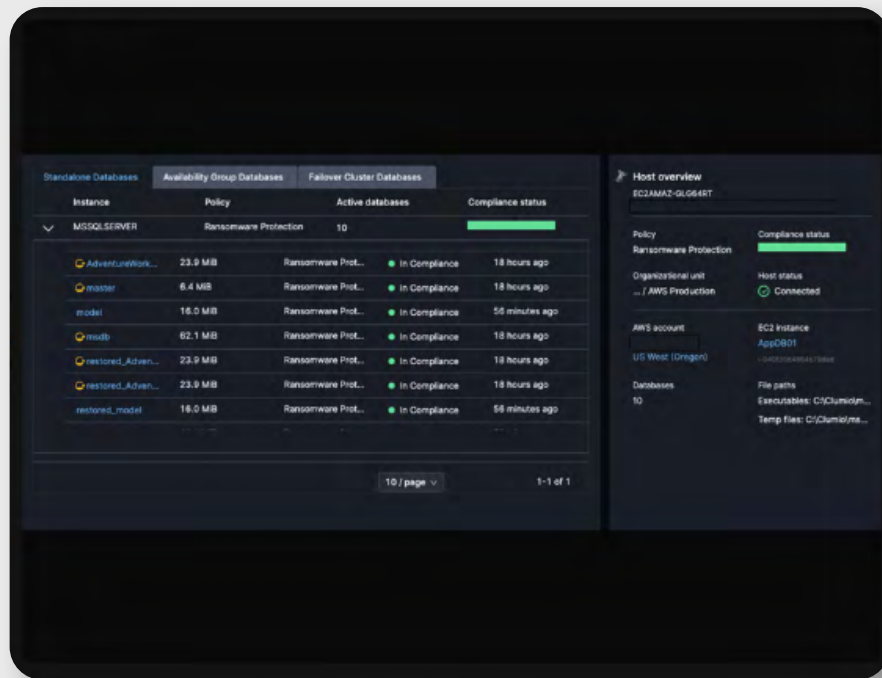 Standalone Databases Availability Group Databases Failover Cluster Databases
Instance Policy Active databases Compliance status
MSSQLSERVER Ransomware Protection 10
AdventureWork... 23.9 MiB Ransomware Prot... In Compliance 18 hours ago
master 6.4 MiB Ransomware Prot... In Compliance 18 hours ago
model 16.0 MiB Ransomware Prot... In Compliance 56 minutes ago
msdb 62.1 MiB Ransomware Prot... In Compliance 18 hours ago
restored_Adven... 23.9 MiB Ransomware Prot... In Compliance 18 hours ago
restored_Adven... 23.9 MiB Ransomware Prot... In Compliance 18 hours ago
restored_model 16.0 MiB Ransomware Prot... In Compliance 56 minutes ago
10 / page 1-1 of 1
Host overview
EC2AMAZ-GLG64RT
Policy Compliance status
Ransomware Protection
Organizational unit Host status
... / AWS Production Connected
AWS account EC2 Instance
AppDB01
US West (Oregon)
Databases File paths
10 Executables: C:\Clumio\m...
Temp files: C:\Clumio\ms...